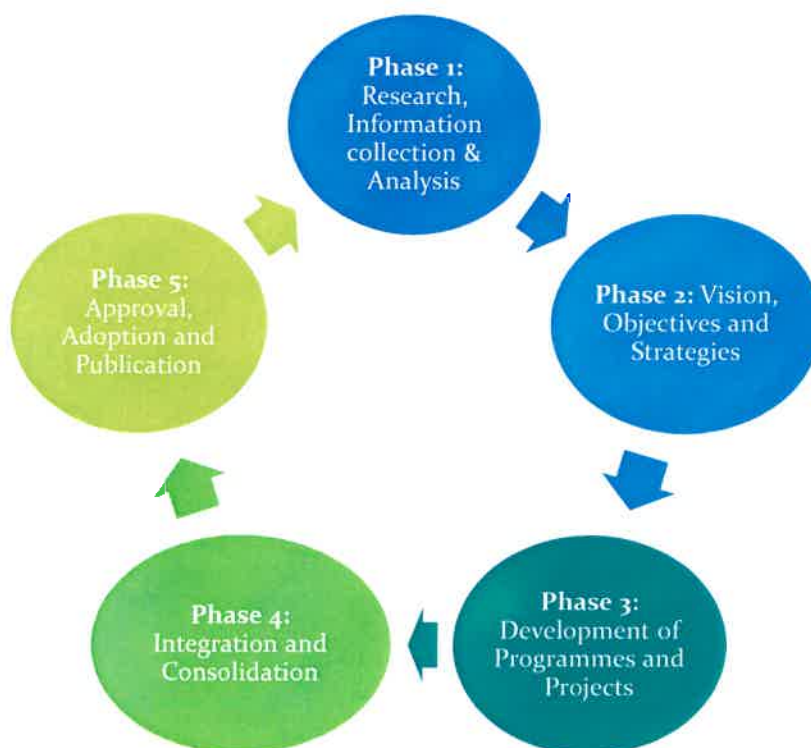 Phase 1:
Research,
Information
collection &
Analysis
Phase 2: Vision,
Objectives and
Strategies
Phase 3:
Development of
Programmes and
Projects
Phase 4:
Integration and
Consolidation
Phase 5:
Approval,
Adoption and
Publication